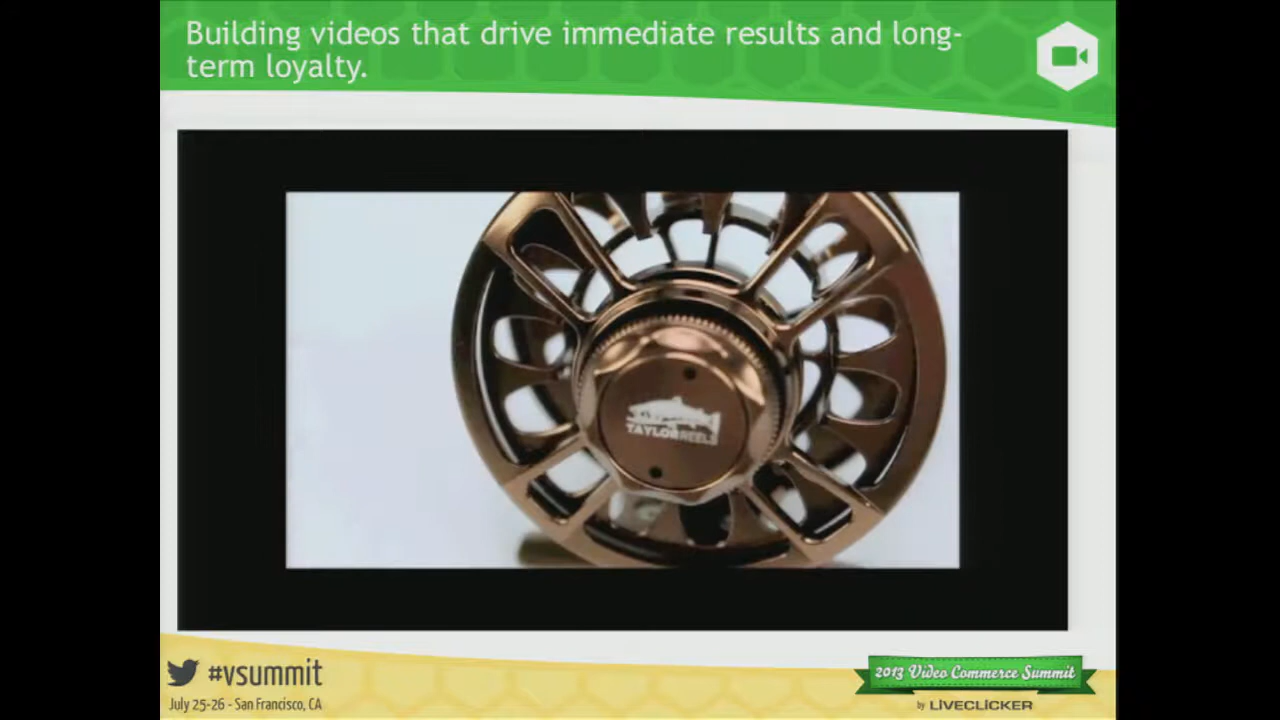 Building videos that drive immediate results and long-
term loyalty.
TAYLOR REELS
#vsummit
July 25-26 - San Francisco, CA
2013 Video Commerce Summit
by LIVECLICKER